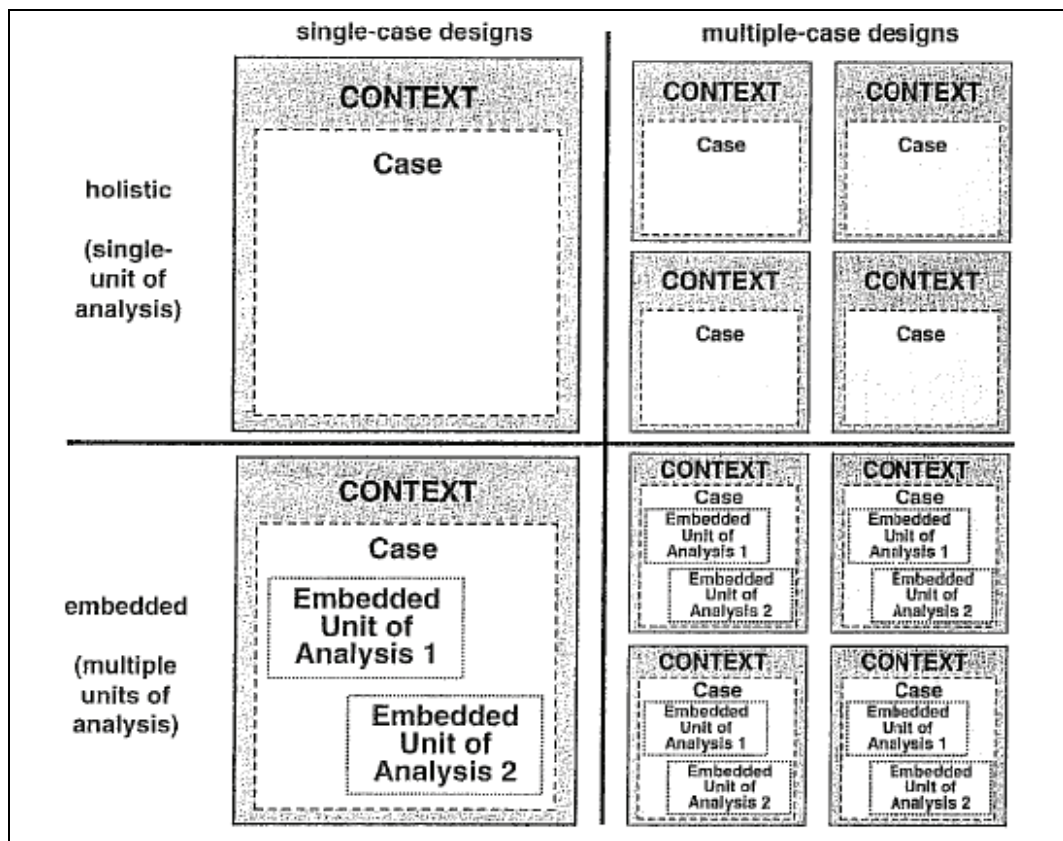 single-case designs
multiple-case designs
holistic
(single-
unit of
analysis)
CONTEXT
Case
CONTEXT
Case
CONTEXT
Case
CONTEXT
Case
CONTEXT
Case
embedded
(multiple
units of
analysis)
CONTEXT
Case
Embedded
Unit of
Analysis 1
Embedded
Unit of
Analysis 2
CONTEXT
Case
Embedded
Unit of
Analysis 1
Embedded
Unit of
Analysis 2
CONTEXT
Case
Embedded
Unit of
Analysis 1
Embedded
Unit of
Analysis 2
CONTEXT
Case
Embedded
Unit of
Analysis 1
Embedded
Unit of
Analysis 2
CONTEXT
Case
Embedded
Unit of
Analysis 1
Embedded
Unit of
Analysis 2